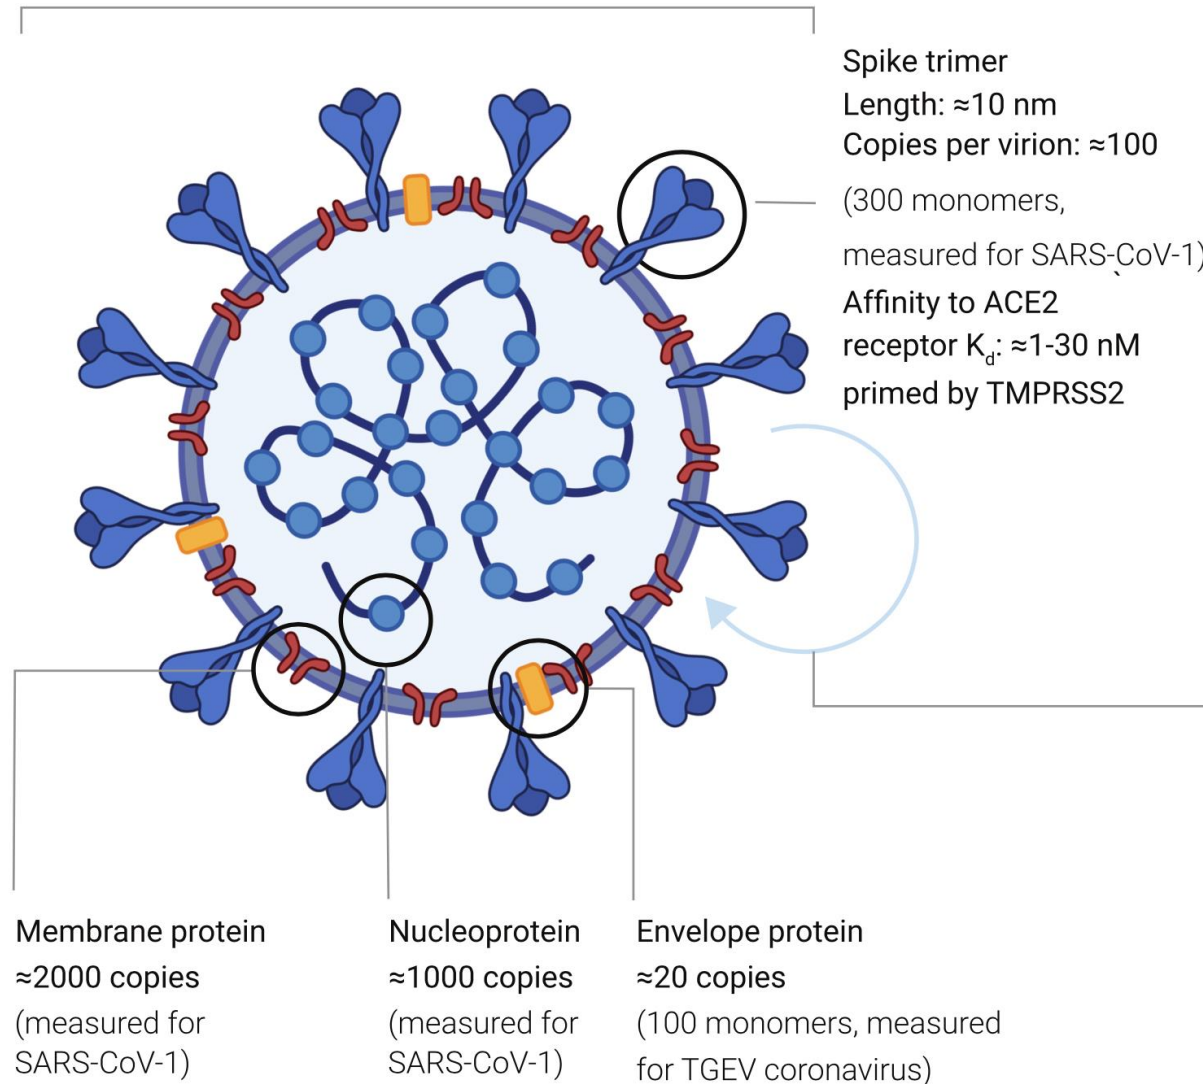 Spike trimer
Length: ≈10 nm
Copies per virion: ≈100
(300 monomers,
measured for SARS-CoV-1)
Affinity to ACE2
receptor Kd: ≈1-30 nM
primed by TMPRSS2
Membrane protein
≈2000 copies
(measured for
SARS-CoV-1)
Nucleoprotein
≈1000 copies
(measured for
SARS-CoV-1)
Envelope protein
≈20 copies
(100 monomers, measured
for TGEV coronavirus)